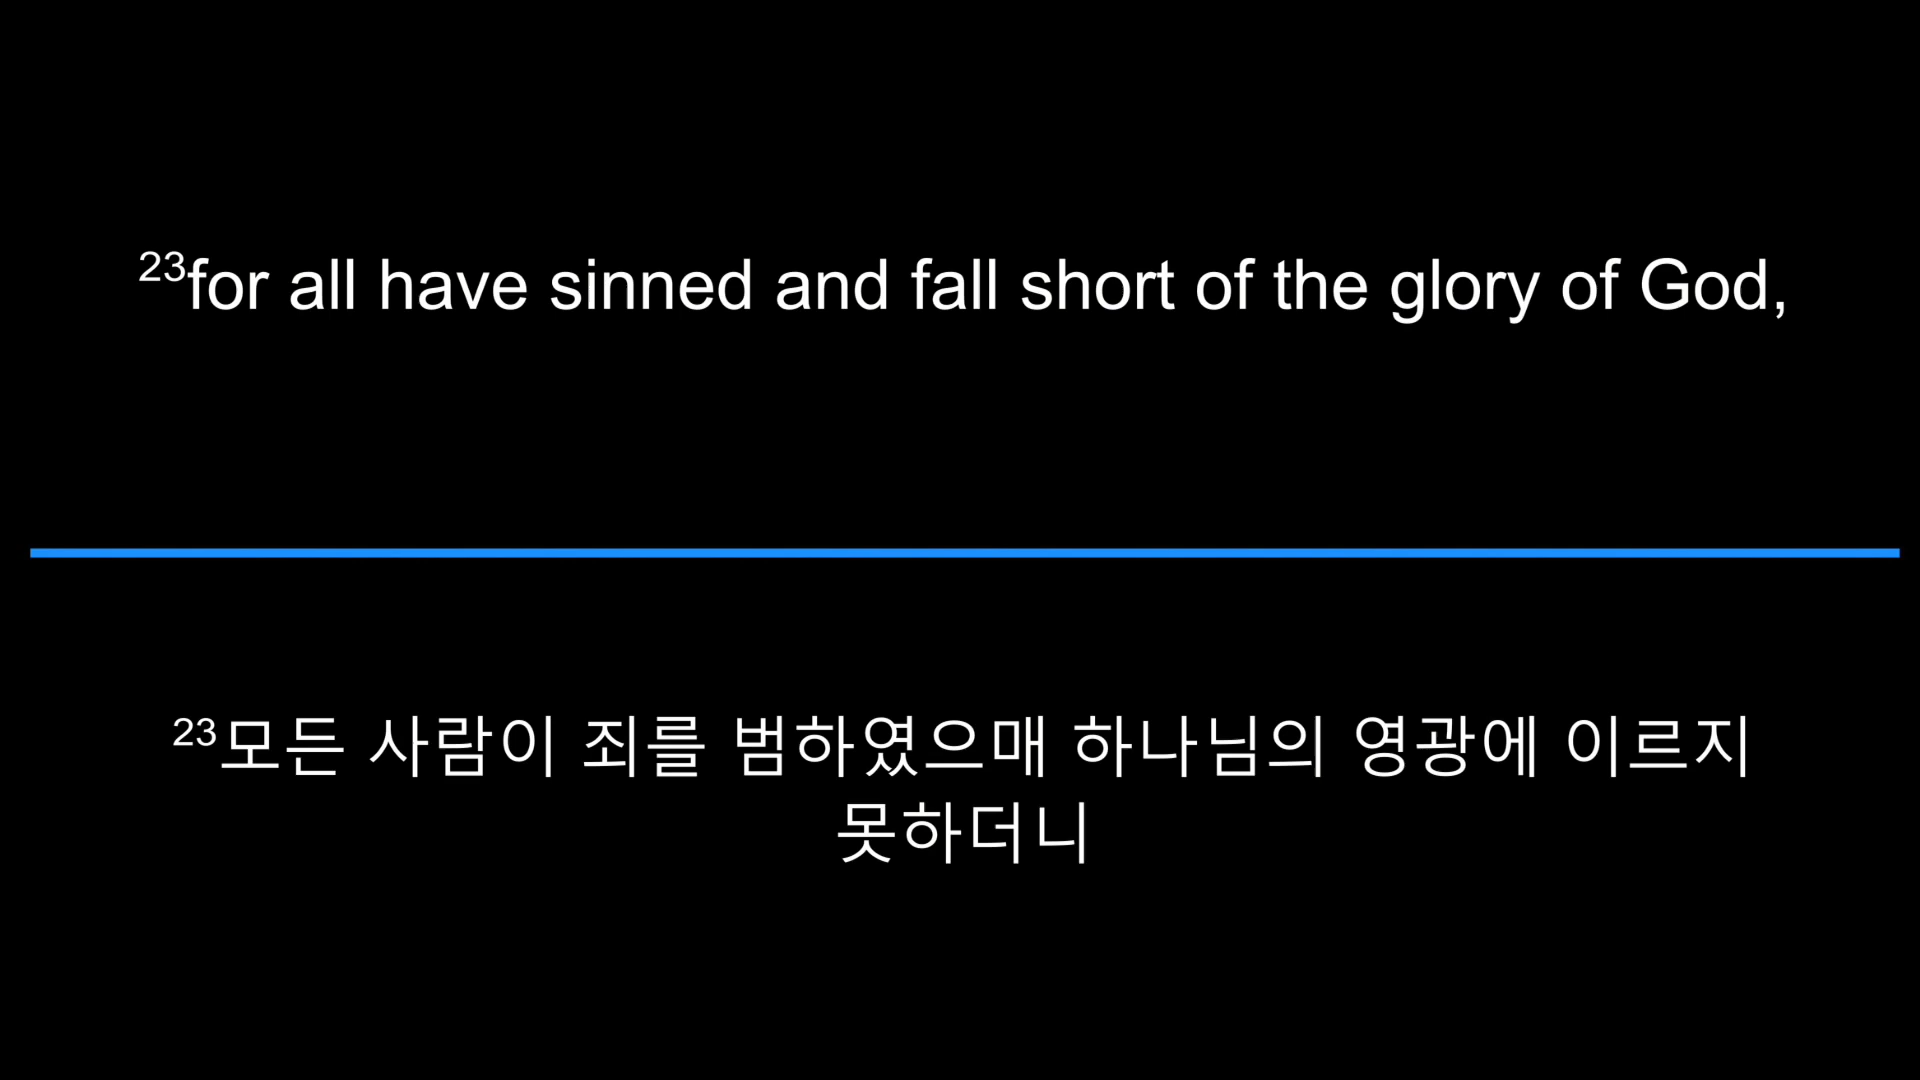 ²³for all have sinned and fall short of the glory of God,
²³모든 사람이 죄를 범하였으매 하나님의 영광에 이르지
못하더니